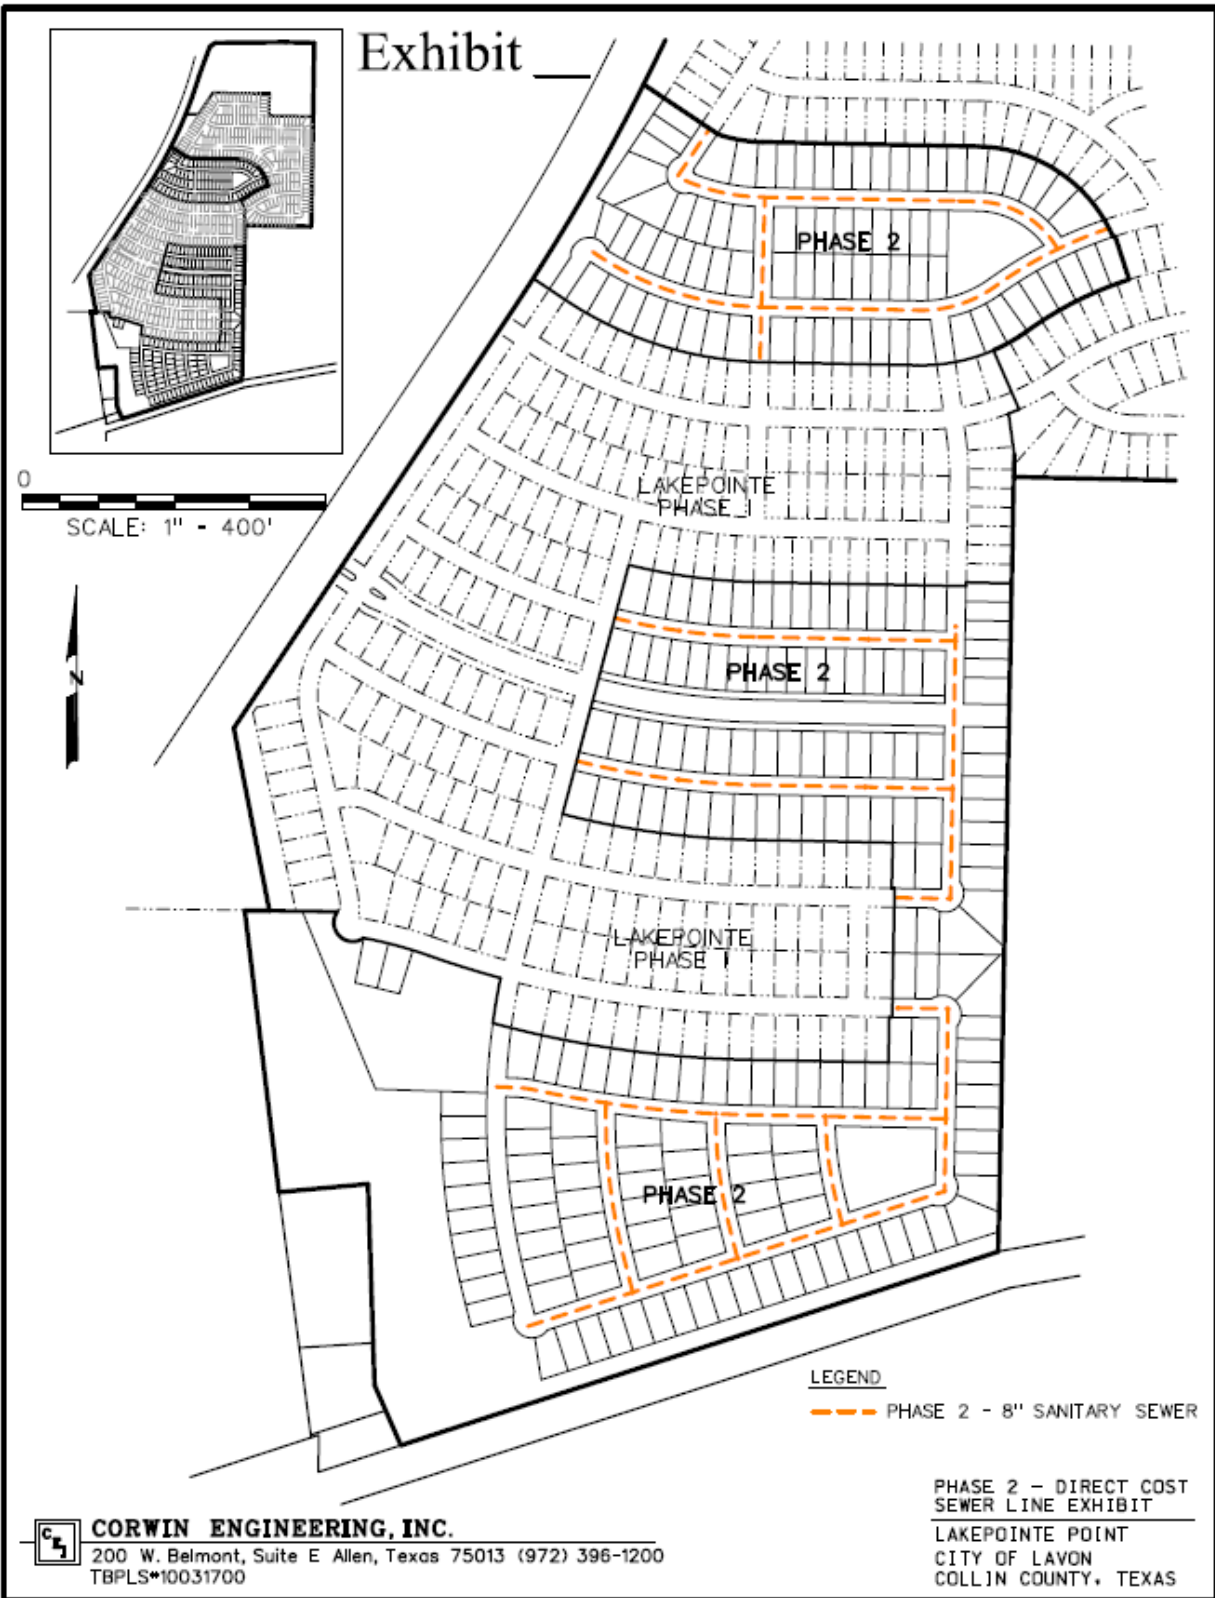 Exhibit __
0
SCALE: 1" - 400'
N
PHASE 2
LAKEPOINTE
PHASE I
PHASE 2
LAKEPOINTE
PHASE I
PHASE 2
LEGEND
PHASE 2 - 8" SANITARY SEWER
PHASE 2 - DIRECT COST
SEWER LINE EXHIBIT
LAKEPOINTE POINT
CITY OF LAVON
COLLIN COUNTY, TEXAS
CEI
CORWIN ENGINEERING, INC.
200 W. Belmont, Suite E Allen, Texas 75013 (972) 396-1200
TBPLS#10031700